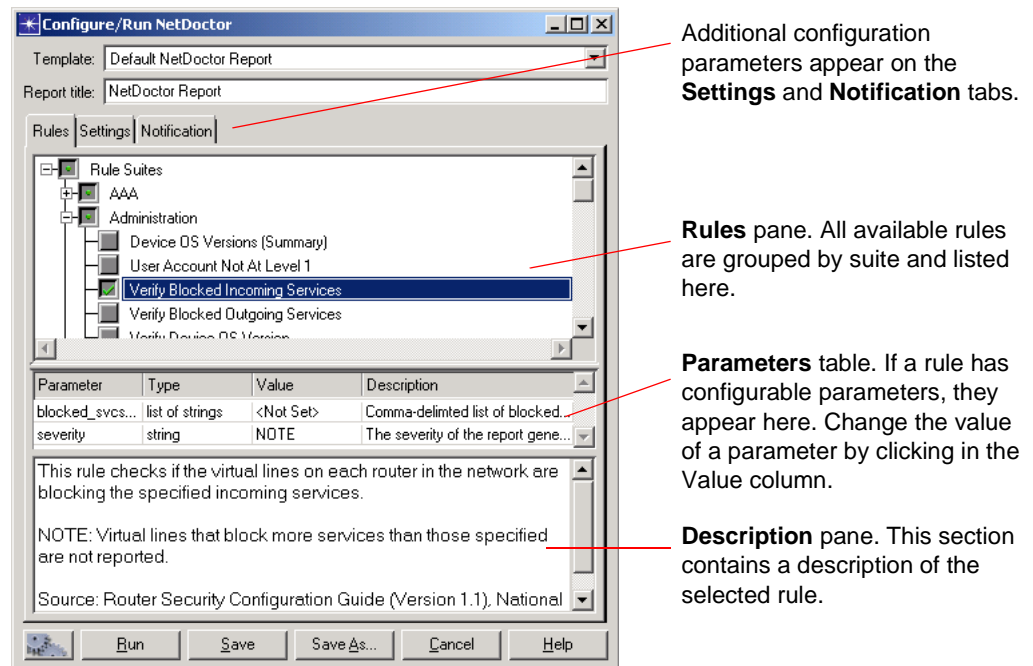 Configure/Run NetDoctor
Template: Default NetDoctor Report
Report title: NetDoctor Report
Rules Settings Notification
Rule Suites
AAA
Administration
Device OS Versions (Summary)
User Account Not At Level 1
Verify Blocked Incoming Services
Verify Blocked Outgoing Services
Verify Device OS Version
Parameter Type Value Description
blocked_svcs... list of strings <Not Set> Comma-delimted list of blocked...
severity string NOTE The severity of the report gene...
This rule checks if the virtual lines on each router in the network are
blocking the specified incoming services.
NOTE: Virtual lines that block more services than those specified
are not reported.
Source: Router Security Configuration Guide (Version 1.1), National
Run Save Save As... Cancel Help
Additional configuration
parameters appear on the
Settings and Notification tabs.
Rules pane. All available rules
are grouped by suite and listed
here.
Parameters table. If a rule has
configurable parameters, they
appear here. Change the value
of a parameter by clicking in the
Value column.
Description pane. This section
contains a description of the
selected rule.